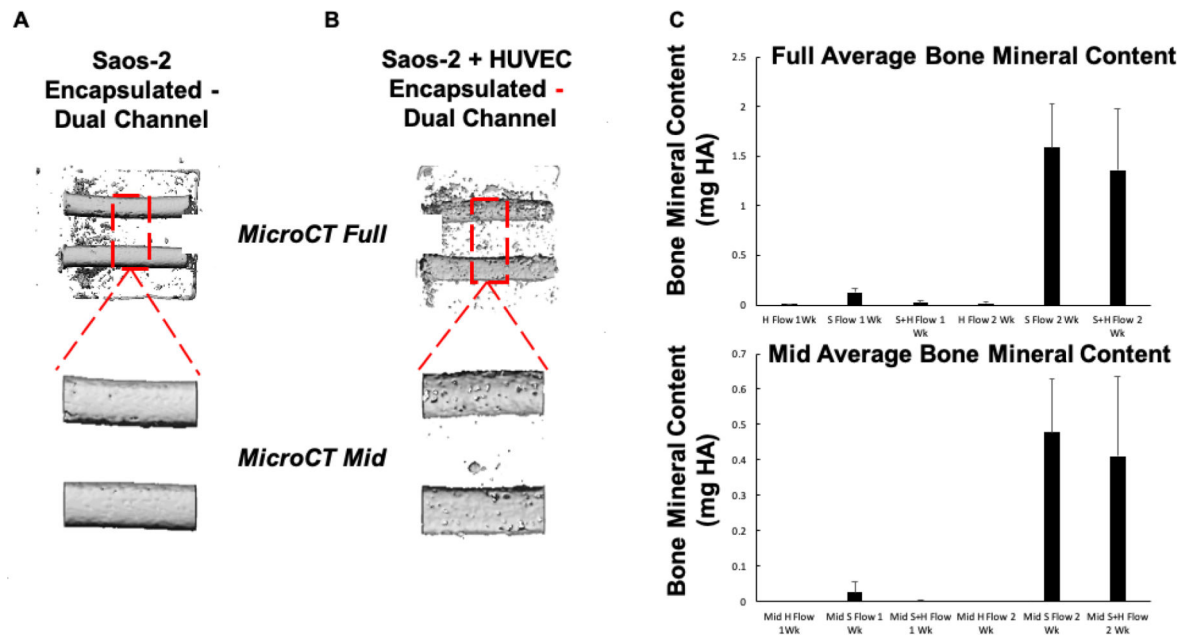 A
B
C
Saos-2
Encapsulated -
Dual Channel
Saos-2 + HUVEC
Encapsulated -
Dual Channel
MicroCT Full
MicroCT Mid
Full Average Bone Mineral Content
Bone Mineral Content
(mg HA)
2.5
2
1.5
1
0.5
0
H Flow 1Wk
S Flow 1 Wk
S+H Flow 1
Wk
H Flow 2 Wk
S Flow 2 Wk
S+H Flow 2
Wk
Mid Average Bone Mineral Content
Bone Mineral Content
(mg HA)
0.7
0.6
0.5
0.4
0.3
0.2
0.1
0
Mid H Flow
1Wk
Mid S Flow 1
Wk
Mid S+H Flow
1 Wk
Mid H Flow 2
Wk
Mid S Flow 2
Wk
Mid S+H Flow
2 Wk